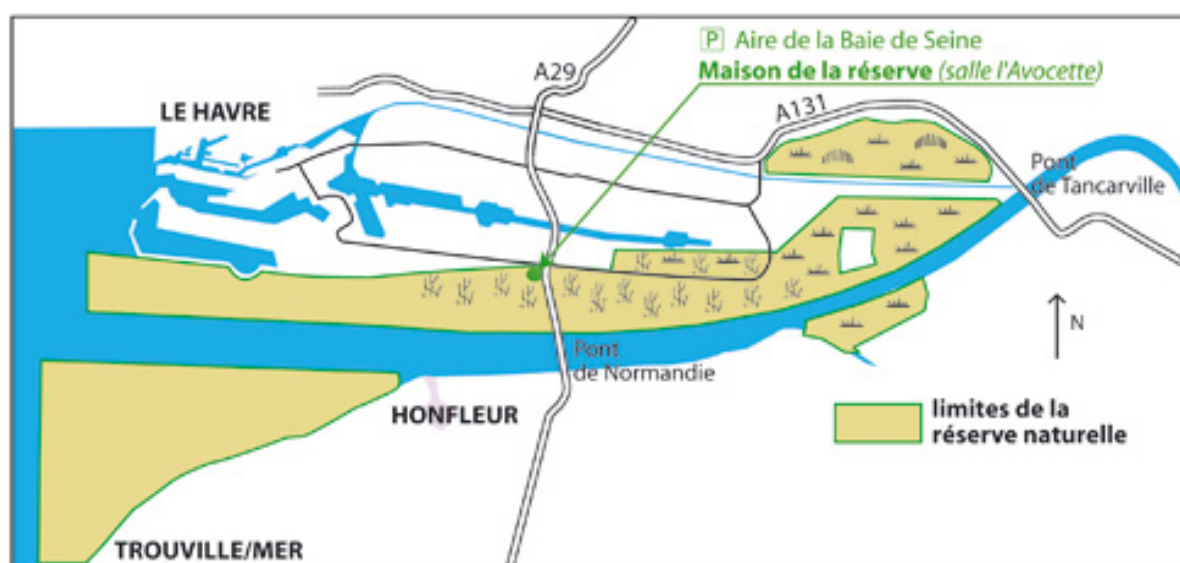 P Aire de la Baie de Seine
Maison de la réserve (salle l'Avocette)
A29
LE HAVRE
A131
Pont
de Tancarville
N
Pont
de Normandie
HONFLEUR
limites de la
réserve naturelle
TROUVILLE/MER